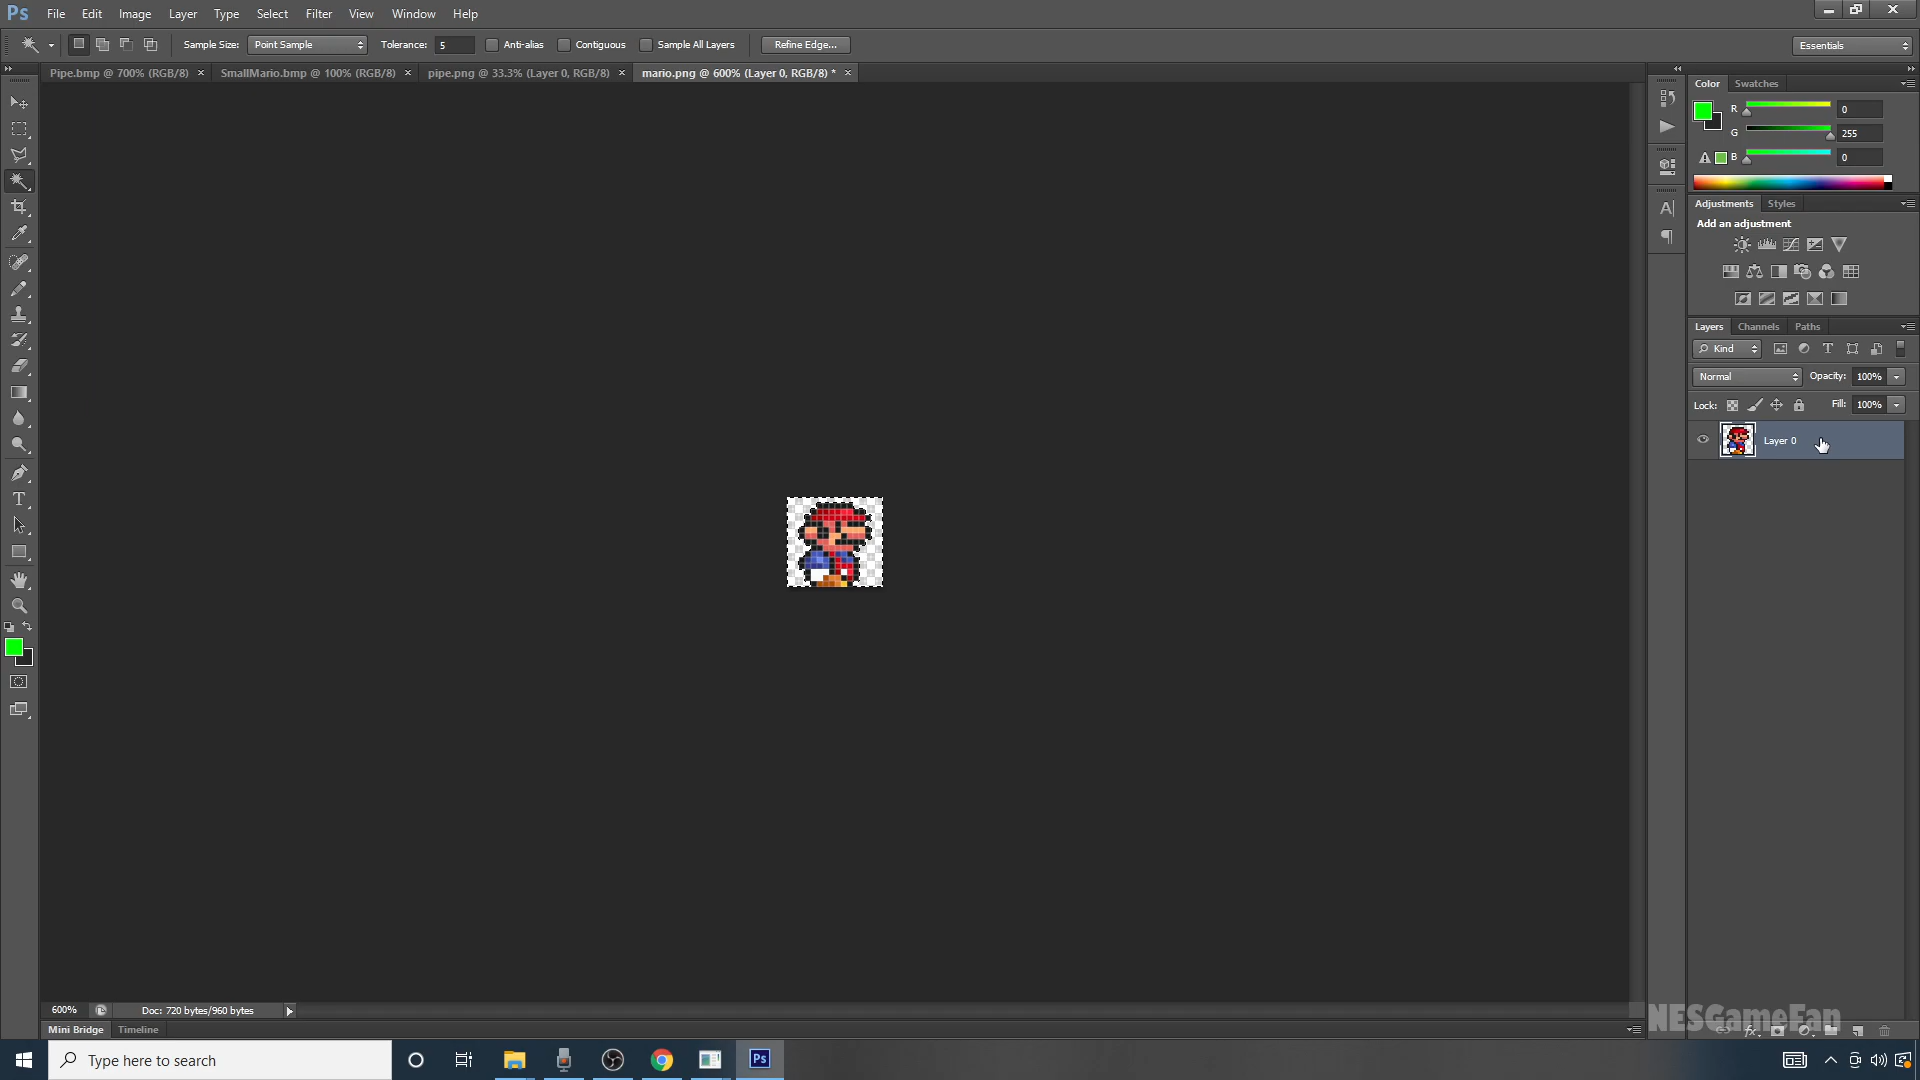 Ps File Edit Image Layer Type Select Filter View Window Help
Sample Size: Point Sample Tolerance: 5 Anti-alias Contiguous Sample All Layers Refine Edge... Essentials
Pipe.bmp @ 700% (RGB/8) × SmallMario.bmp @ 100% (RGB/8) × pipe.png @ 33.3% (Layer 0, RGB/8) × mario.png @ 600% (Layer 0, RGB/8) * ×
Color Swatches
R 0
G 255
B 0
Adjustments Styles
Add an adjustment
Layers Channels Paths
Kind
Normal Opacity: 100%
Lock: Fill: 100%
Layer 0
600% Doc: 720 bytes/960 bytes
NESGameFan
Mini Bridge Timeline
Type here to search
Ps